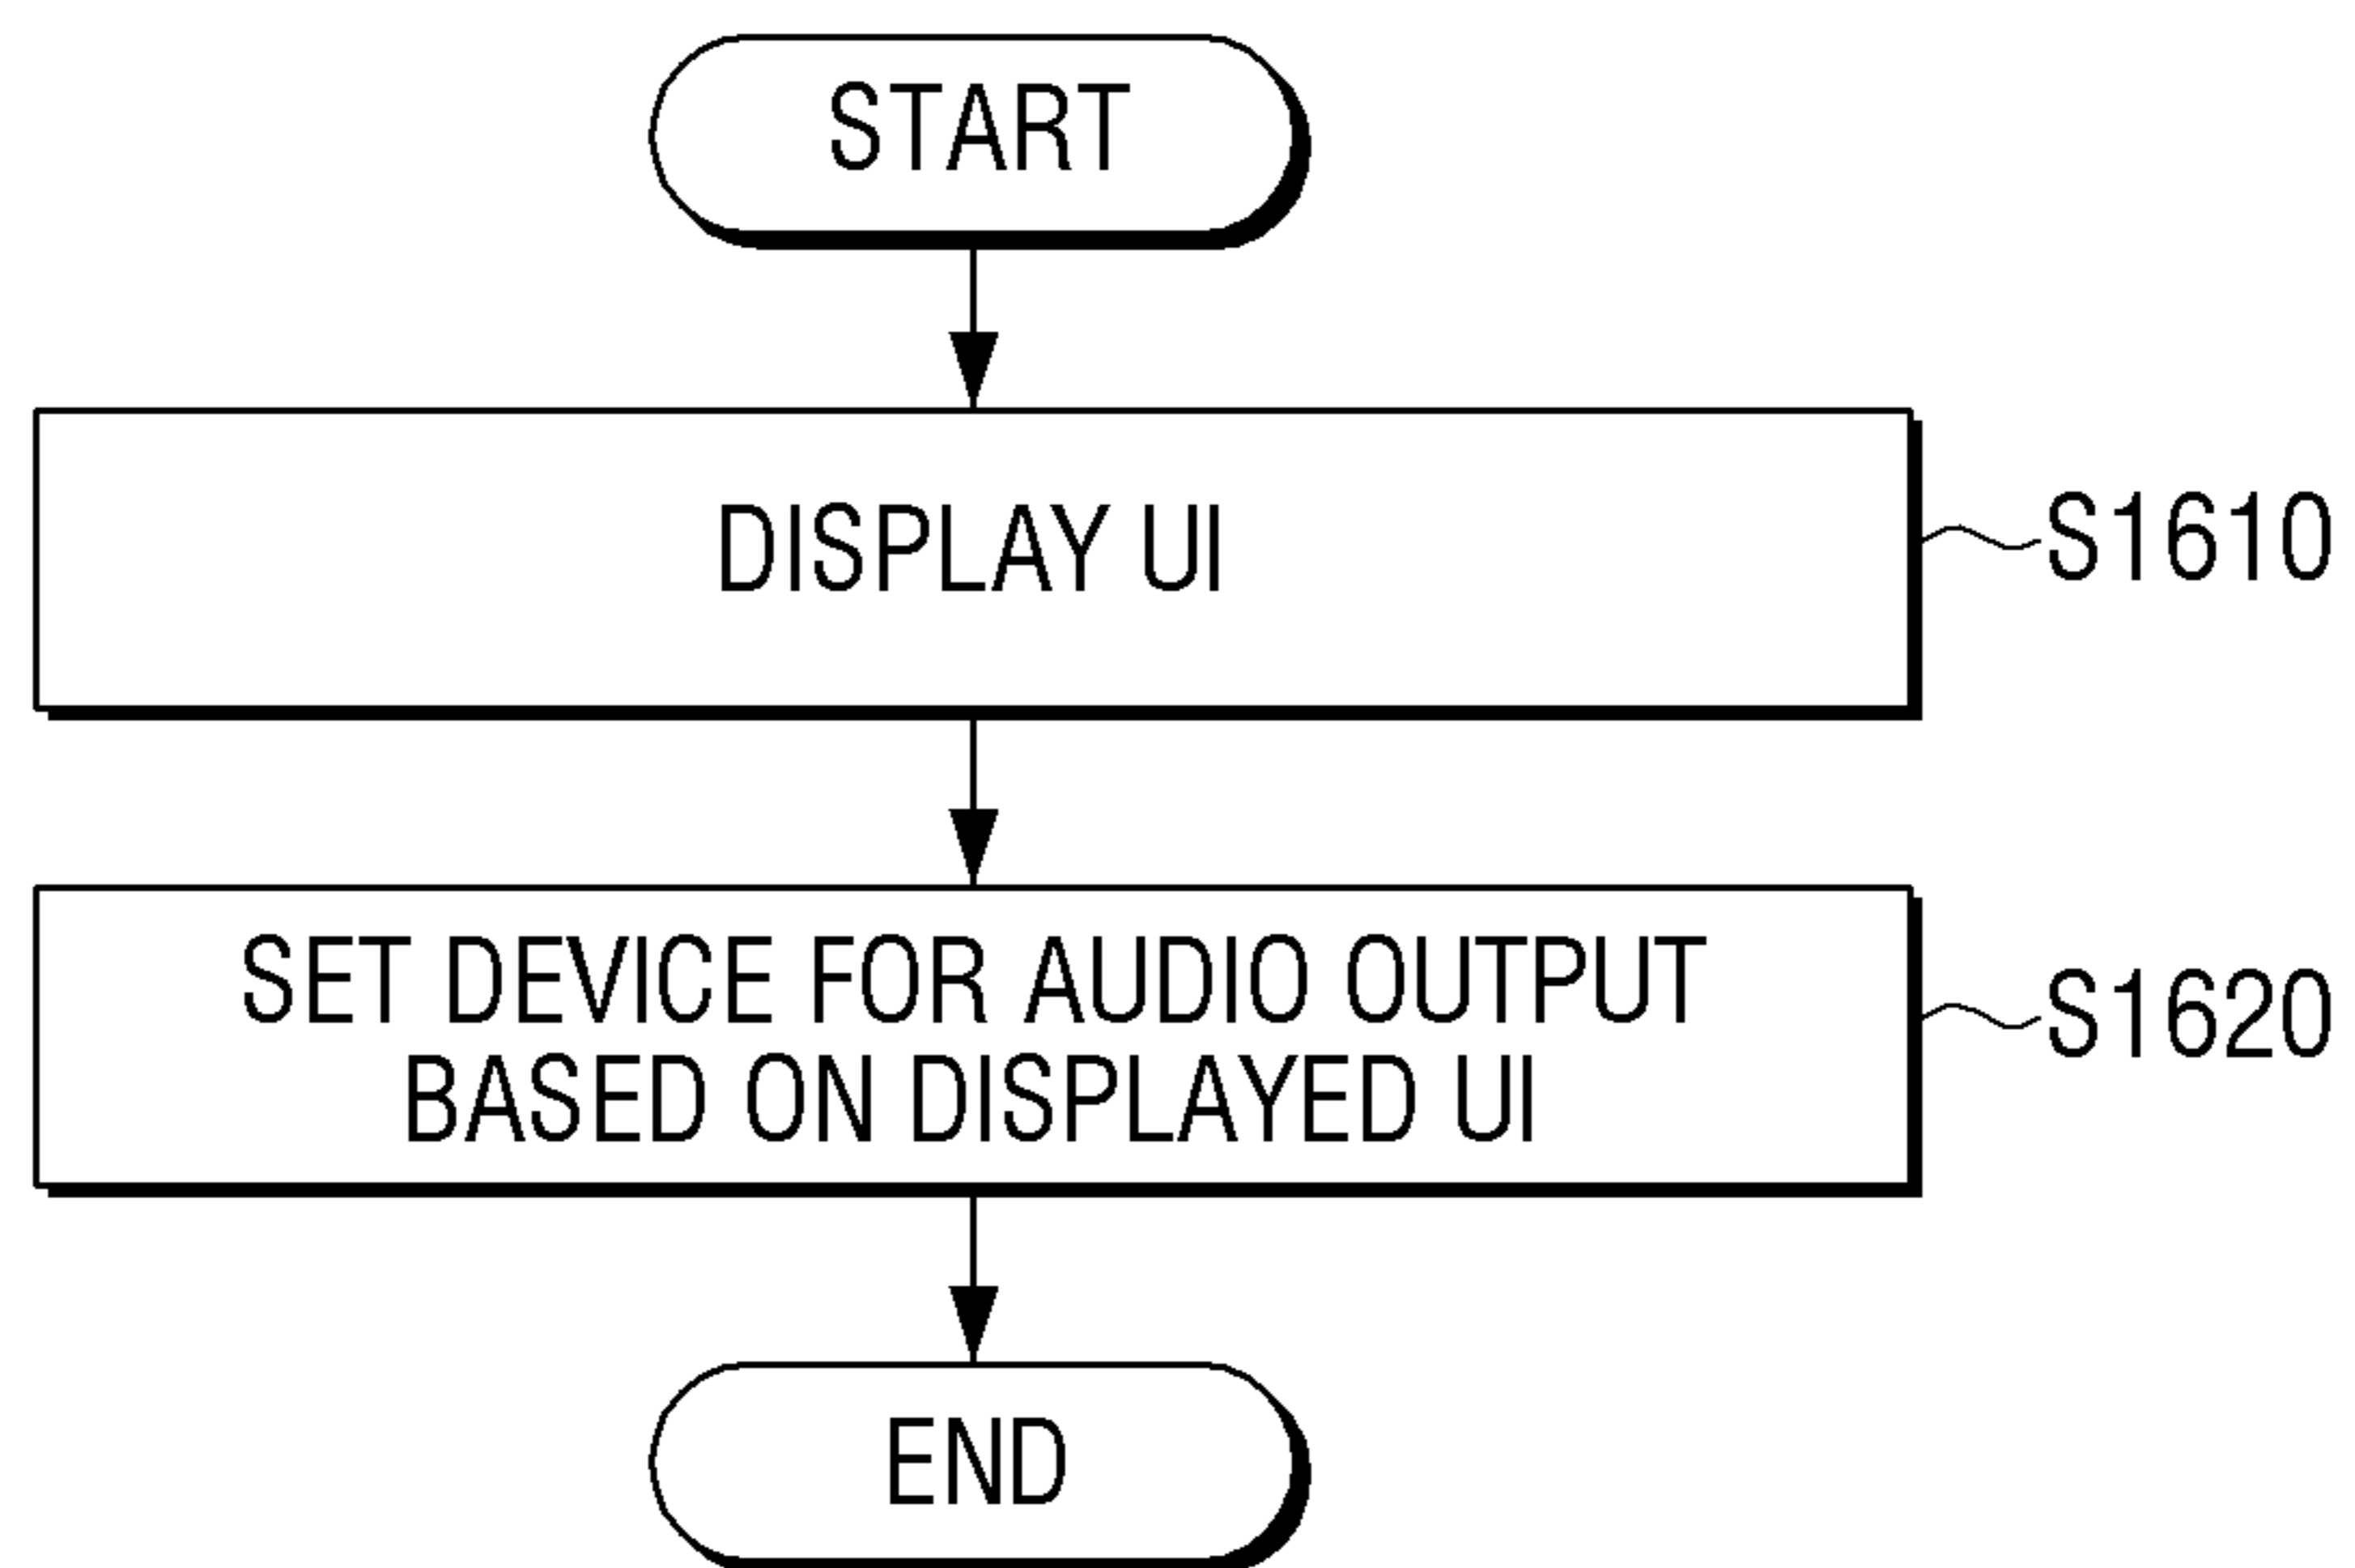 START
DISPLAY UI
S1610
SET DEVICE FOR AUDIO OUTPUT
BASED ON DISPLAYED UI
S1620
END